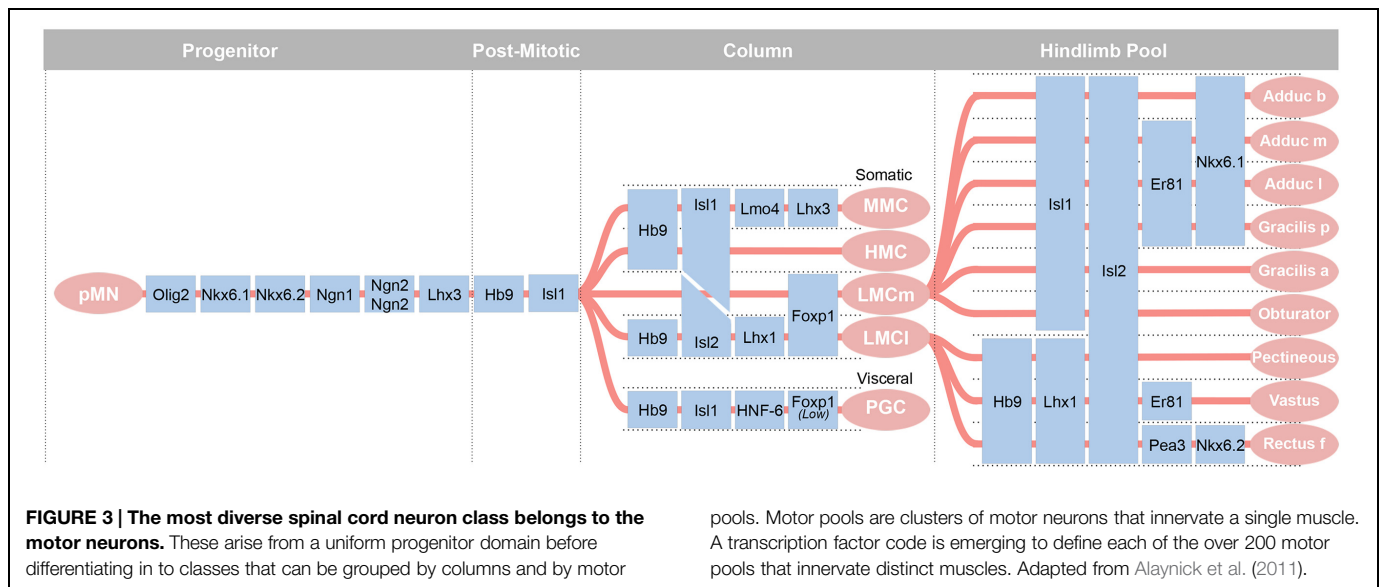 Progenitor
Post-Mitotic
Column
Hindlimb Pool
pMN
Olig2
Nkx6.1
Nkx6.2
Ngn1
Ngn2
Ngn2
Lhx3
Hb9
Isl1
Somatic
Hb9
Isl1
Lmo4
Lhx3
MMC
HMC
Foxp1
LMCm
Hb9
Isl2
Lhx1
LMCl
Visceral
Hb9
Isl1
HNF-6
Foxp1
(Low)
PGC
Isl1
Isl2
Er81
Nkx6.1
Adduc b
Adduc m
Adduc l
Gracilis p
Gracilis a
Obturator
Hb9
Lhx1
Pectineous
Er81
Vastus
Pea3
Nkx6.2
Rectus f
FIGURE 3 | The most diverse spinal cord neuron class belongs to the
motor neurons. These arise from a uniform progenitor domain before
differentiating in to classes that can be grouped by columns and by motor
pools. Motor pools are clusters of motor neurons that innervate a single muscle.
A transcription factor code is emerging to define each of the over 200 motor
pools that innervate distinct muscles. Adapted from Alaynick et al. (2011).